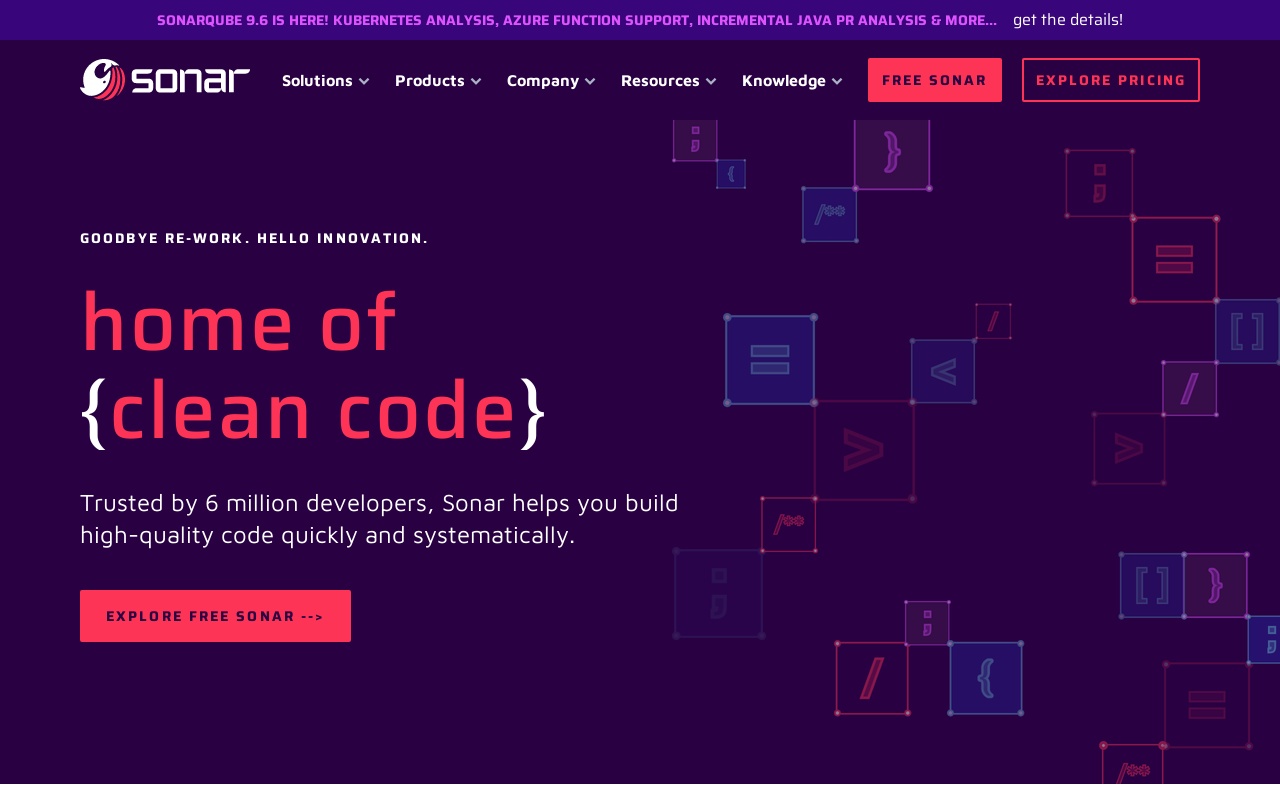 SONARQUBE 9.6 IS HERE! KUBERNETES ANALYSIS, AZURE FUNCTION SUPPORT, INCREMENTAL JAVA PR ANALYSIS & MORE... get the details!
sonar Solutions Products Company Resources Knowledge FREE SONAR EXPLORE PRICING
; }
{
/**
;
=
[ ]
/
=
<
/
>
>
GOODBYE RE-WORK. HELLO INNOVATION.
home of
{clean code}
Trusted by 6 million developers, Sonar helps you build
high-quality code quickly and systematically.
EXPLORE FREE SONAR -->
/**
;
[ ] }
;
;
/ {
=
/**